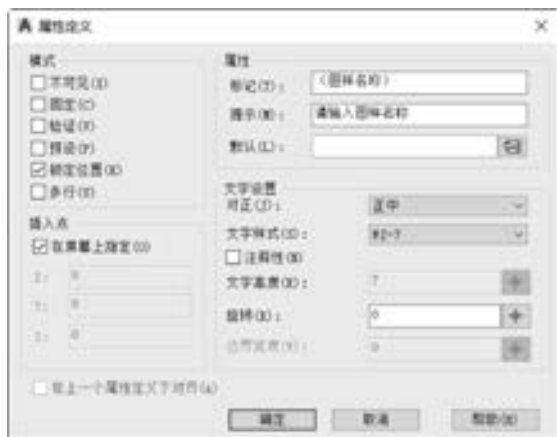 A 属性定义
模式
不可见(I)
固定(C)
验证(V)
预设(P)
锁定位置(K)
多行(U)
插入点
在屏幕上指定(O)
X: 0
Y: 0
Z: 0
在上一个属性定义下对齐(A)
属性
标记(T): (图样名称)
提示(M): 请输入图样名称
默认(L):
文字设置
对正(J): 正中
文字样式(S):
注释性(N)
文字高度(E): 7
旋转(R): 0
边界宽度(W): 0
确定 取消 帮助(H)